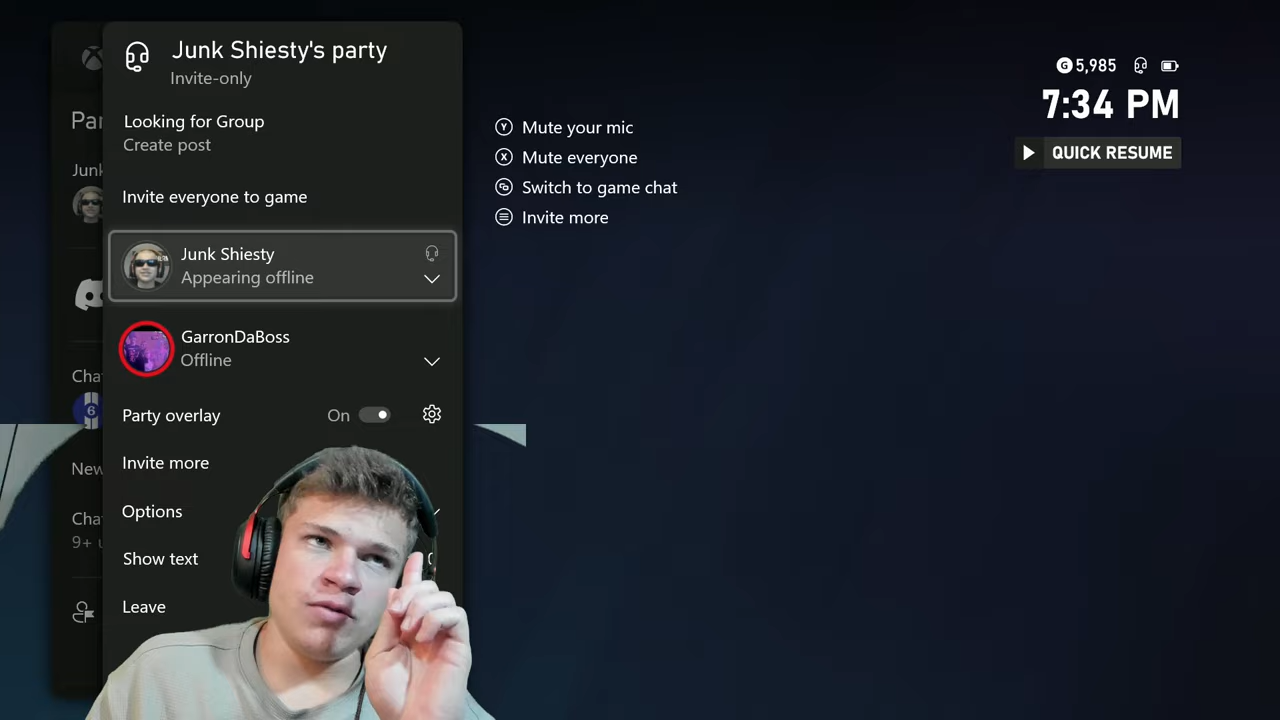 Junk Shiesty's party
Invite-only
Looking for Group
Create post
Invite everyone to game
Junk Shiesty
Appearing offline
GarronDaBoss
Offline
Party overlay
On
Invite more
Options
Show text
Leave
Par
Junk
Cha
6
New
Cha
9+ u
Y Mute your mic
X Mute everyone
Switch to game chat
Invite more
G 5,985
7:34 PM
QUICK RESUME